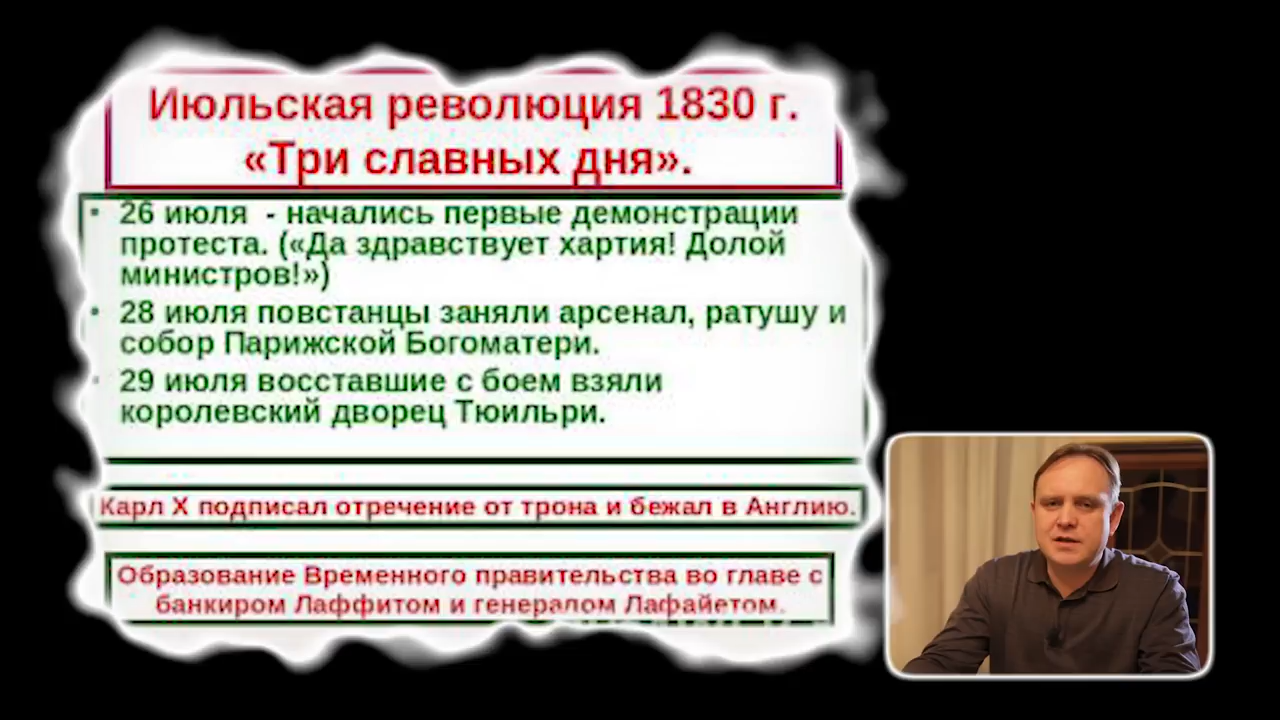 Июльская революция 1830 г.
«Три славных дня».
• 26 июля - начались первые демонстрации
протеста. («Да здравствует хартия! Долой
министров!»)
• 28 июля повстанцы заняли арсенал, ратушу и
собор Парижской Богоматери.
• 29 июля восставшие с боем взяли
королевский дворец Тюильри.
Карл X подписал отречение от трона и бежал в Англию.
Образование Временного правительства во главе с
банкиром Лаффитом и генералом Лафайетом.